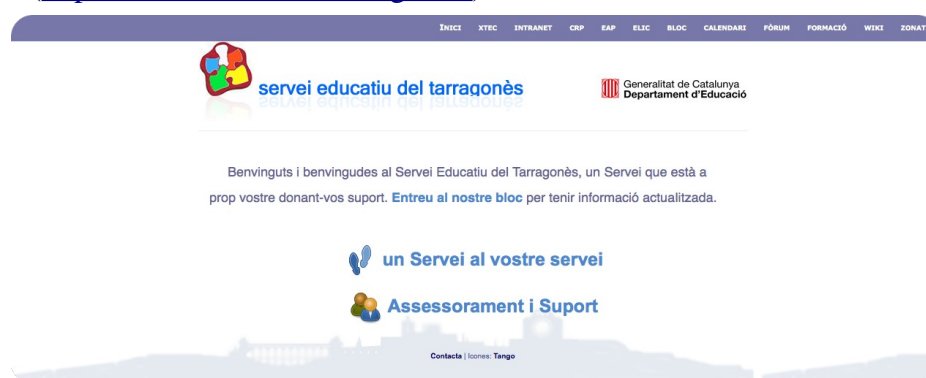 INICI XTEC INTRANET CRP EAP ELIC BLOC CALENDARI FÒRUM FORMACIÓ WIKI ZONAT
servei educatiu del tarragonès
Generalitat de Catalunya
Departament d'Educació
Benvinguts i benvingudes al Servei Educatiu del Tarragonès, un Servei que està a
prop vostre donant-vos suport. Entreu al nostre bloc per tenir informació actualitzada.
un Servei al vostre servei
Assessorament i Suport
Contacta | Icones: Tango